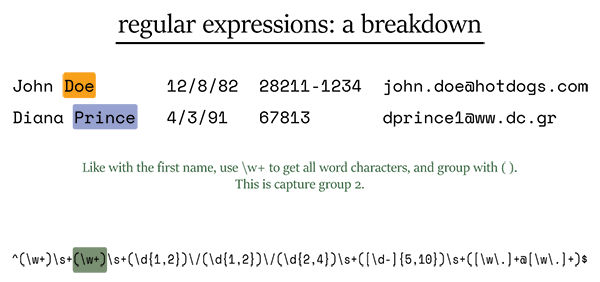 regular expressions: a breakdown
John Doe 12/8/82 28211-1234 john.doe@hotdogs.com
Diana Prince 4/3/91 67813 dprince1@ww.dc.gr
Like with the first name, use \w+ to get all word characters, and group with ( ).
This is capture group 2.
^(\w+)\s+(\w+)\s+(\d{1,2})\/(\d{1,2})\/(\d{2,4})\s+([\d-]{5,10})\s+([\w\.]+@[\w\.]+)$